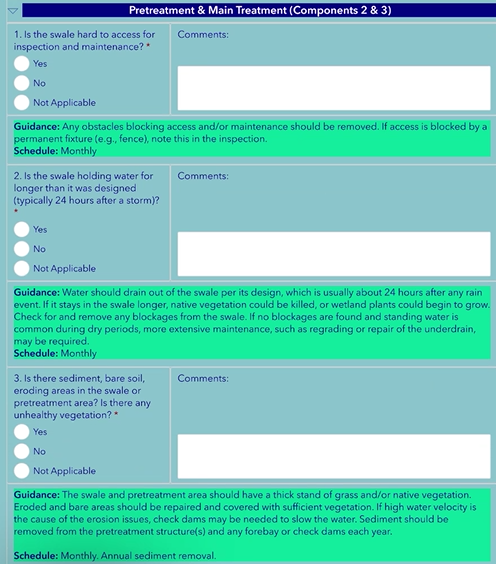 Pretreatment & Main Treatment (Components 2 & 3)
1. Is the swale hard to access for
inspection and maintenance? *
Yes
No
Not Applicable
Comments:
Guidance: Any obstacles blocking access and/or maintenance should be removed. If access is blocked by a
permanent fixture (e.g., fence), note this in the inspection.
Schedule: Monthly
2. Is the swale holding water for
longer than it was designed
(typically 24 hours after a storm)?
*
Yes
No
Not Applicable
Comments:
Guidance: Water should drain out of the swale per its design, which is usually about 24 hours after any rain
event. If it stays in the swale longer, native vegetation could be killed, or wetland plants could begin to grow.
Check for and remove any blockages from the swale. If no blockages are found and standing water is
common during dry periods, more extensive maintenance, such as regrading or repair of the underdrain,
may be required.
Schedule: Monthly
3. Is there sediment, bare soil,
eroding areas in the swale or
pretreatment area? Is there any
unhealthy vegetation? *
Yes
No
Not Applicable
Comments:
Guidance: The swale and pretreatment area should have a thick stand of grass and/or native vegetation.
Eroded and bare areas should be repaired and covered with sufficient vegetation. If high water velocity is
the cause of the erosion issues, check dams may be needed to slow the water. Sediment should be
removed from the pretreatment structure(s) and any forebay or check dams each year.
Schedule: Monthly. Annual sediment removal.